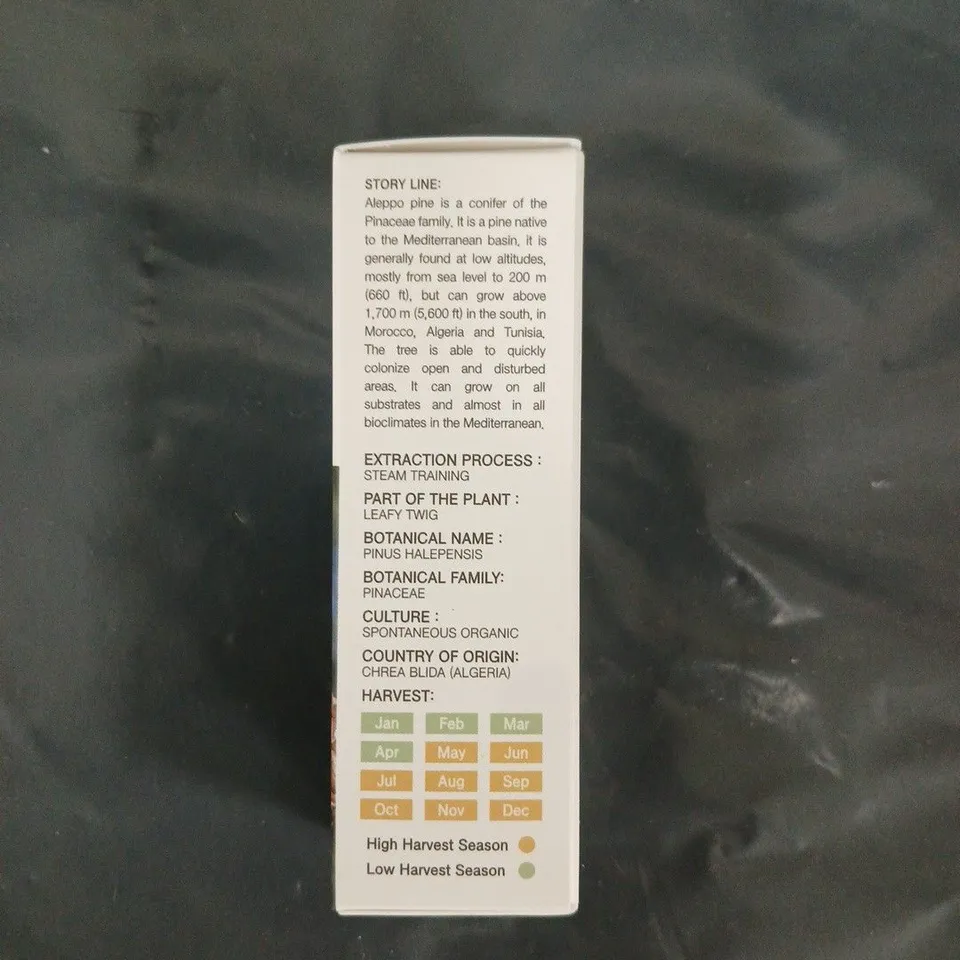 STORY LINE:
Aleppo pine is a conifer of the
Pinaceae family. It is a pine native
to the Mediterranean basin, it is
generally found at low altitudes,
mostly from sea level to 200 m
(660 ft), but can grow above
1,700 m (5,600 ft) in the south, in
Morocco, Algeria and Tunisia.
The tree is able to quickly
colonize open and disturbed
areas. It can grow on all
substrates and almost in all
bioclimates in the Mediterranean.
EXTRACTION PROCESS :
STEAM TRAINING
PART OF THE PLANT :
LEAFY TWIG
BOTANICAL NAME :
PINUS HALEPENSIS
BOTANICAL FAMILY:
PINACEAE
CULTURE :
SPONTANEOUS ORGANIC
COUNTRY OF ORIGIN:
CHREA BLIDA (ALGERIA)
HARVEST:
Jan Feb Mar
Apr May Jun
Jul Aug Sep
Oct Nov Dec
High Harvest Season
Low Harvest Season